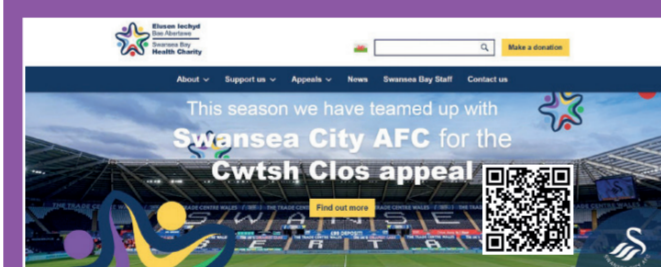 Elusen Iechyd
Bae Abertawe
Swansea Bay
Health Charity
Make a donation
About Support us Appeals News Swansea Bay Staff Contact us
This season we have teamed up with
Swansea City AFC for the
Cwtsh Clos appeal
Find out more
THE TRADE CENTRE WALES
S W A N S E
B E R T A